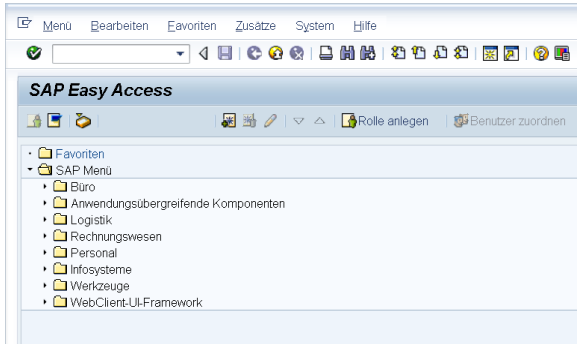 Menü Bearbeiten Favoriten Zusätze System Hilfe
SAP Easy Access
Rolle anlegen Benutzer zuordnen
Favoriten
SAP Menü
Büro
Anwendungsübergreifende Komponenten
Logistik
Rechnungswesen
Personal
Infosysteme
Werkzeuge
WebClient-UI-Framework